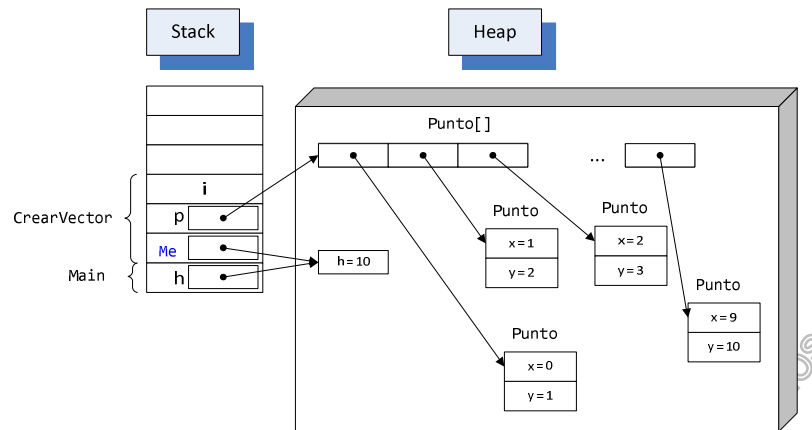 Stack
Heap
Punto[]
...
i
CrearVector
p
Me
Main
h
h = 10
Punto
x = 1
y = 2
Punto
x = 2
y = 3
Punto
x = 9
y = 10
Punto
x = 0
y = 1